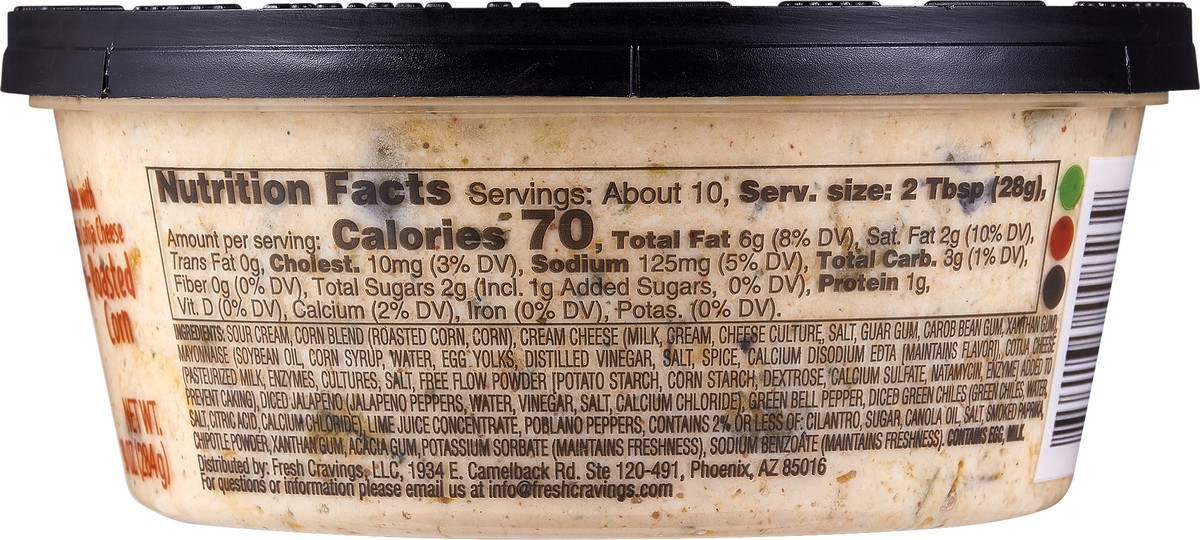 with
Cotija Cheese
Roasted
Corn
NET WT.
(284g)
Nutrition Facts Servings: About 10, Serv. size: 2 Tbsp (28g),
Amount per serving: Calories 70, Total Fat 6g (8% DV), Sat. Fat 2g (10% DV),
Trans Fat 0g, Cholest. 10mg (3% DV), Sodium 125mg (5% DV), Total Carb. 3g (1% DV),
Fiber 0g (0% DV), Total Sugars 2g (Incl. 1g Added Sugars, 0% DV), Protein 1g,
Vit. D (0% DV), Calcium (2% DV), Iron (0% DV), Potas. (0% DV).
INGREDIENTS: SOUR CREAM, CORN BLEND (ROASTED CORN, CORN), CREAM CHEESE (MILK, CREAM, CHEESE CULTURE, SALT, GUAR GUM, CAROB BEAN GUM, XANTHAN GUM),
MAYONNAISE (SOYBEAN OIL, CORN SYRUP, WATER, EGG YOLKS, DISTILLED VINEGAR, SALT, SPICE, CALCIUM DISODIUM EDTA [MAINTAINS FLAVOR]), COTIJA CHEESE
(PASTEURIZED MILK, ENZYMES, CULTURES, SALT, FREE FLOW POWDER [POTATO STARCH, CORN STARCH, DEXTROSE, CALCIUM SULFATE, NATAMYCIN, ENZYME] ADDED TO
PREVENT CAKING), DICED JALAPENO (JALAPENO PEPPERS, WATER, VINEGAR, SALT, CALCIUM CHLORIDE), GREEN BELL PEPPER, DICED GREEN CHILES (GREEN CHILES, WATER,
SALT, CITRIC ACID, CALCIUM CHLORIDE), LIME JUICE CONCENTRATE, POBLANO PEPPERS, CONTAINS 2% OR LESS OF: CILANTRO, SUGAR, CANOLA OIL, SALT, SMOKED PAPRIKA,
CHIPOTLE POWDER, XANTHAN GUM, ACACIA GUM, POTASSIUM SORBATE (MAINTAINS FRESHNESS), SODIUM BENZOATE (MAINTAINS FRESHNESS), CONTAINS EGG, MILK.
Distributed by: Fresh Cravings, LLC, 1934 E. Camelback Rd. Ste 120-491, Phoenix, AZ 85016
For questions or information please email us at info@freshcravings.com